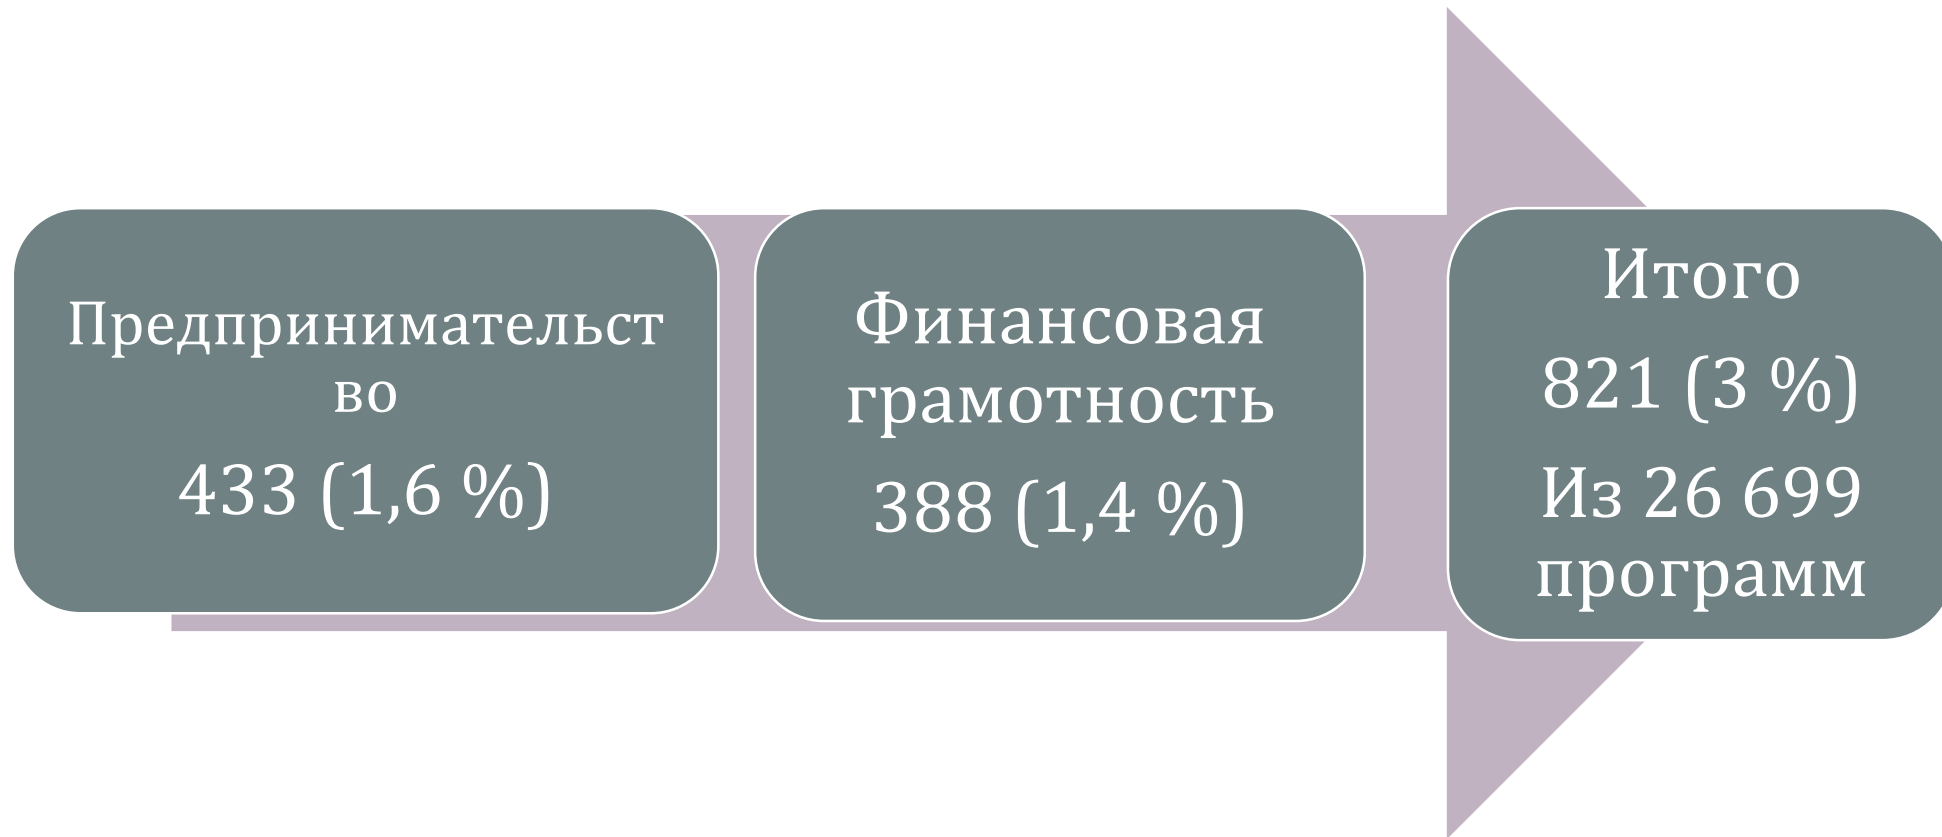 Предпринимательст
во
433 (1,6 %)
Финансовая
грамотность
388 (1,4 %)
Итого
821 (3 %)
Из 26 699
программ